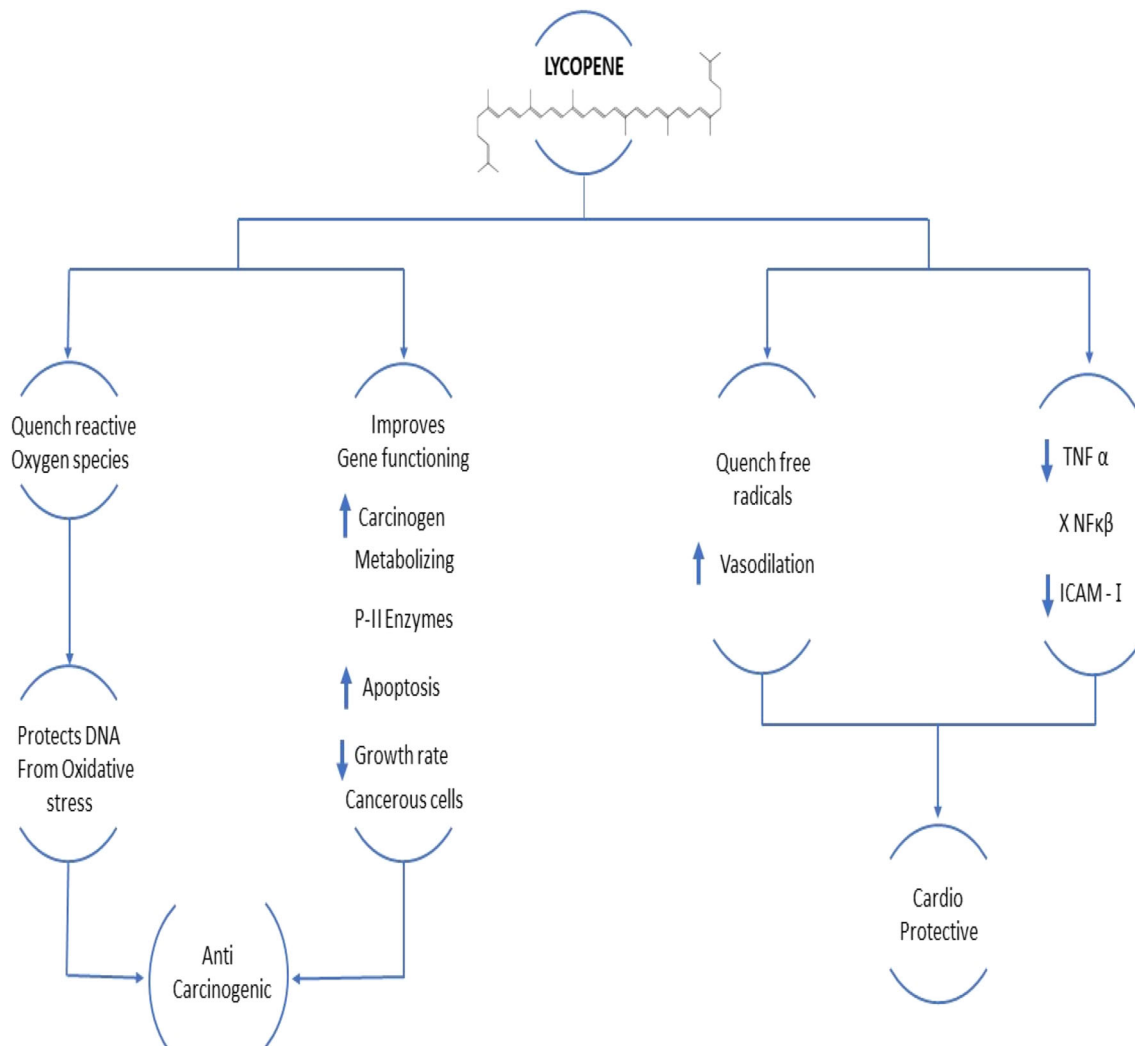 LYCOPENE
Quench reactive
Oxygen species
Protects DNA
From Oxidative
stress
Improves
Gene functioning
Carcinogen
Metabolizing
P-II Enzymes
Apoptosis
Growth rate
Cancerous cells
Anti
Carcinogenic
Quench free
radicals
Vasodilation
TNF α
X NFκβ
ICAM - I
Cardio
Protective